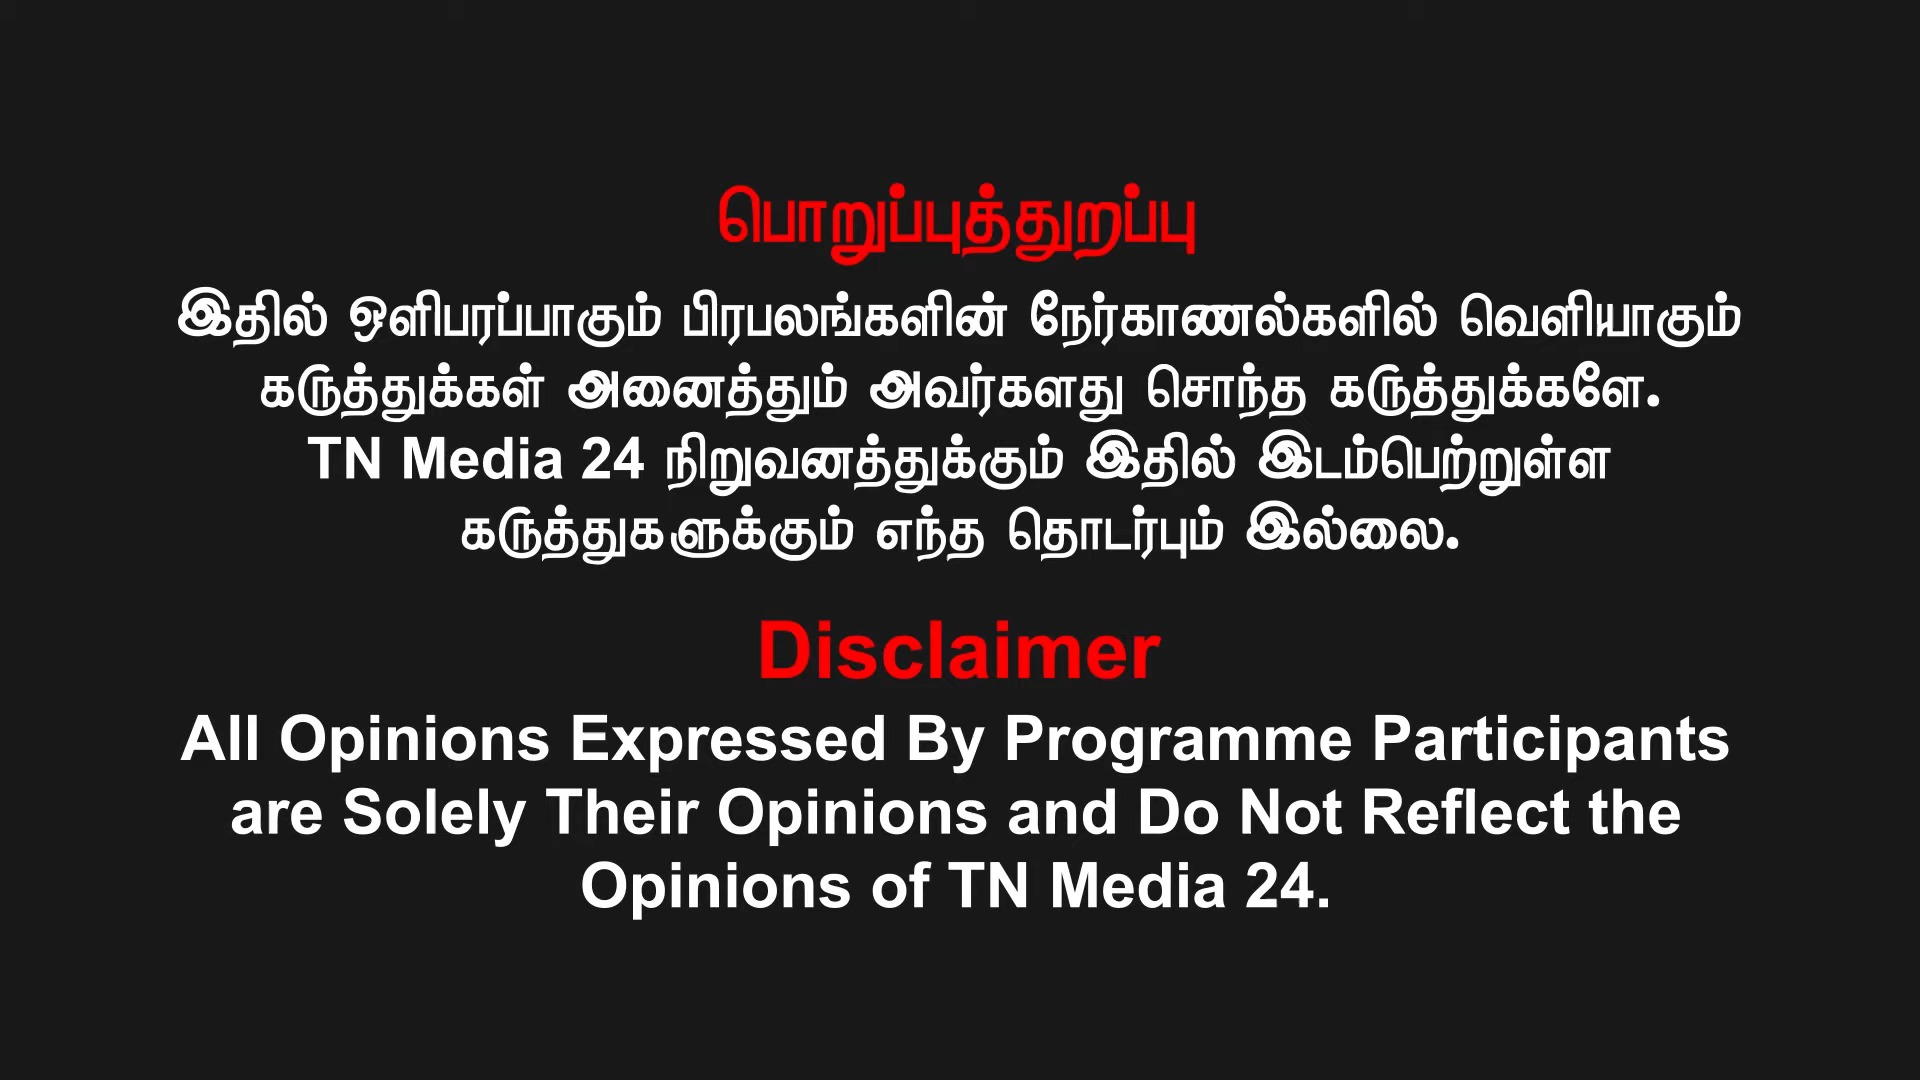 பொறுப்புத்துறப்பு
இதில் ஒளிபரப்பாகும் பிரபலங்களின் நேர்காணல்களில் வெளியாகும்
கருத்துக்கள் அனைத்தும் அவர்களது சொந்த கருத்துக்களே.
TN Media 24 நிறுவனத்துக்கும் இதில் இடம்பெற்றுள்ள
கருத்துகளுக்கும் எந்த தொடர்பும் இல்லை.
Disclaimer
All Opinions Expressed By Programme Participants
are Solely Their Opinions and Do Not Reflect the
Opinions of TN Media 24.